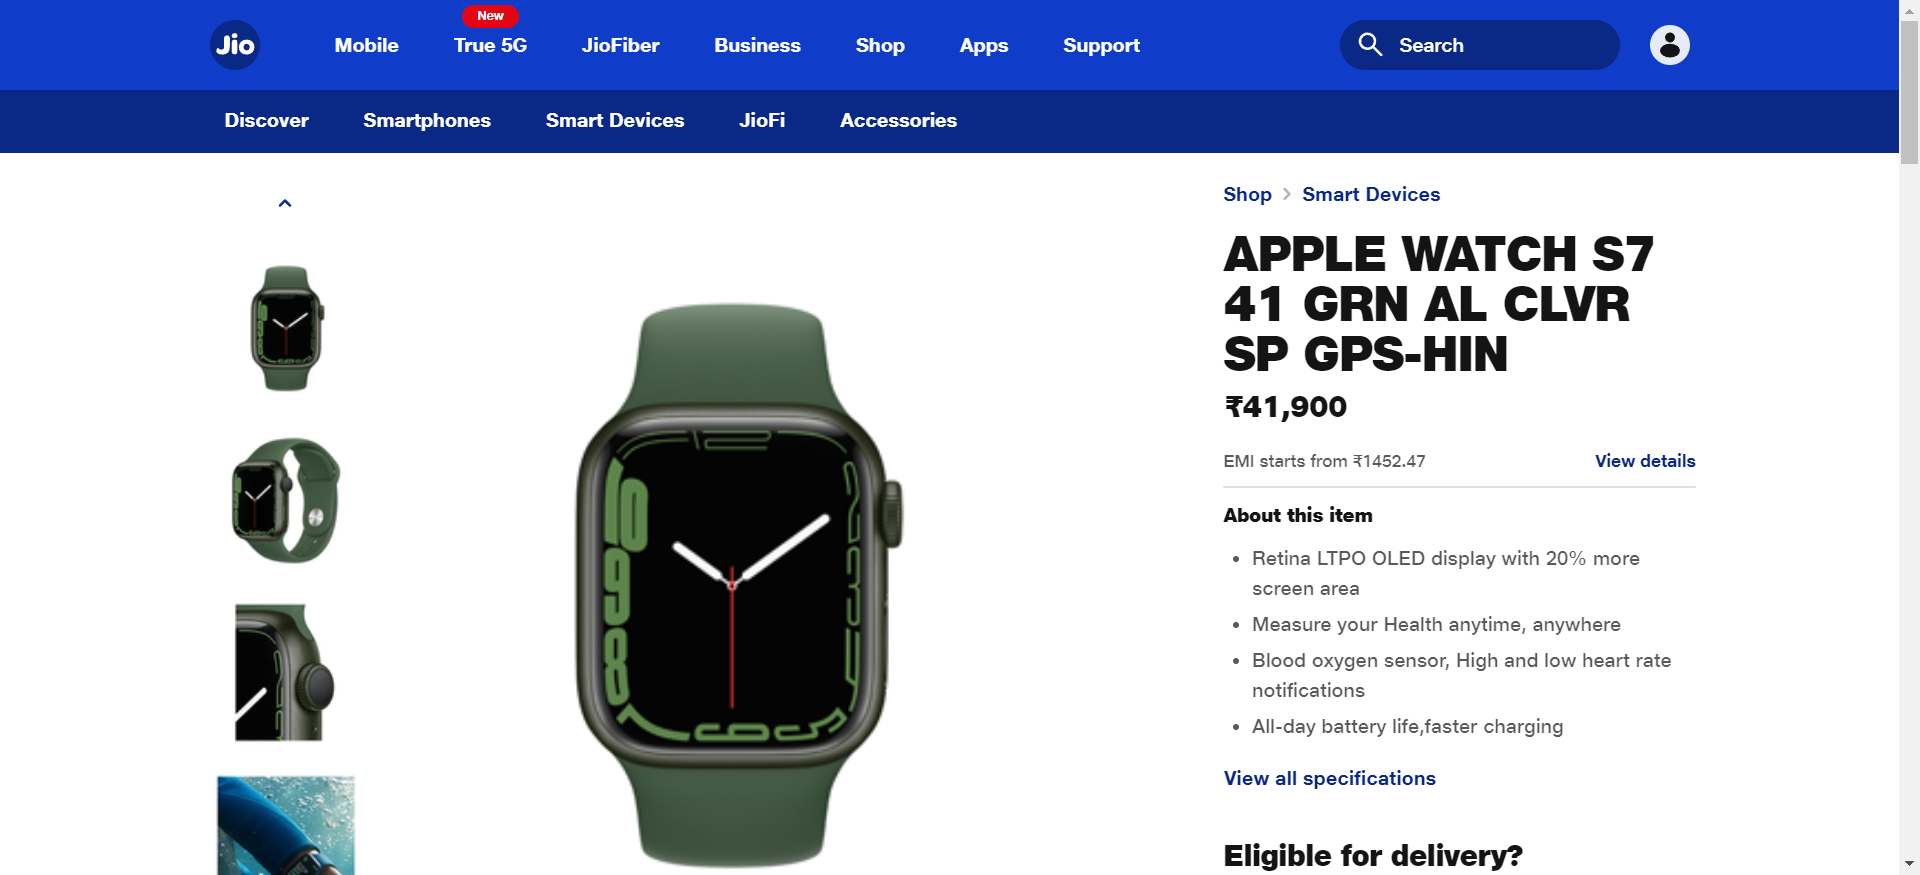 New
Jio
Mobile
True 5G
JioFiber
Business
Shop
Apps
Support
Search
Discover
Smartphones
Smart Devices
JioFi
Accessories
Shop
Smart Devices
APPLE WATCH S7
41 GRN AL CLVR
SP GPS-HIN
₹41,900
EMI starts from ₹1452.47
View details
About this item
Retina LTPO OLED display with 20% more
screen area
Measure your Health anytime, anywhere
Blood oxygen sensor, High and low heart rate
notifications
All-day battery life,faster charging
View all specifications
Eligible for delivery?